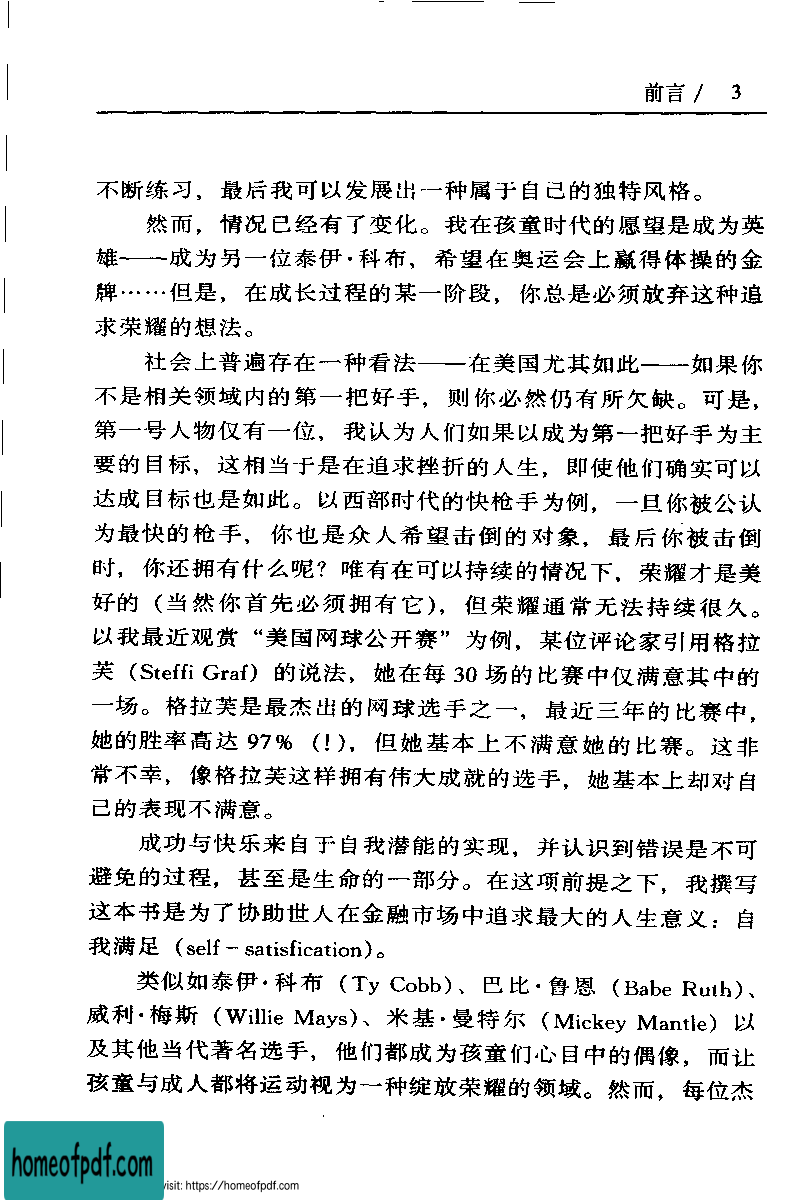 前言 / 3
不断练习，最后我可以发展出一种属于自己的独特风格。
然而，情况已经有了变化。我在孩童时代的愿望是成为英
雄——成为另一位泰伊·科布，希望在奥运会上赢得体操的金
牌……但是，在成长过程的某一阶段，你总是必须放弃这种追
求荣耀的想法。
社会上普遍存在一种看法——在美国尤其如此——如果你
不是相关领域内的第一把好手，则你必然仍有所欠缺。可是，
第一号人物仅有一位，我认为人们如果以成为第一把好手为主
要的目标，这相当于是在追求挫折的人生，即使他们确实可以
达成目标也是如此。以西部时代的快枪手为例，一旦你被公认
为最快的枪手，你也是众人希望击倒的对象，最后你被击倒
时，你还拥有什么呢？唯有在可以持续的情况下，荣耀才是美
好的（当然你首先必须拥有它），但荣耀通常无法持续很久。
以我最近观赏“美国网球公开赛”为例，某位评论家引用格拉
芙（Steffi Graf）的说法，她在每 30 场的比赛中仅满意其中的
一场。格拉芙是最杰出的网球选手之一，最近三年的比赛中，
她的胜率高达 97%（!），但她基本上不满意她的比赛。这非
常不幸，像格拉芙这样拥有伟大成就的选手，她基本上却对自
己的表现不满意。
成功与快乐来自于自我潜能的实现，并认识到错误是不可
避免的过程，甚至是生命的一部分。在这项前提之下，我撰写
这本书是为了协助世人在金融市场中追求最大的人生意义：自
我满足（self－satisfication）。
类似如泰伊·科布（Ty Cobb）、巴比·鲁恩（Babe Ruth）、
威利·梅斯（Willie Mays）、米基·曼特尔（Mickey Mantle）以
及其他当代著名选手，他们都成为孩童们心目中的偶像，而让
孩童与成人都将运动视为一种绽放荣耀的领域。然而，每位杰
homeofpdf.com
visit: https://homeofpdf.com